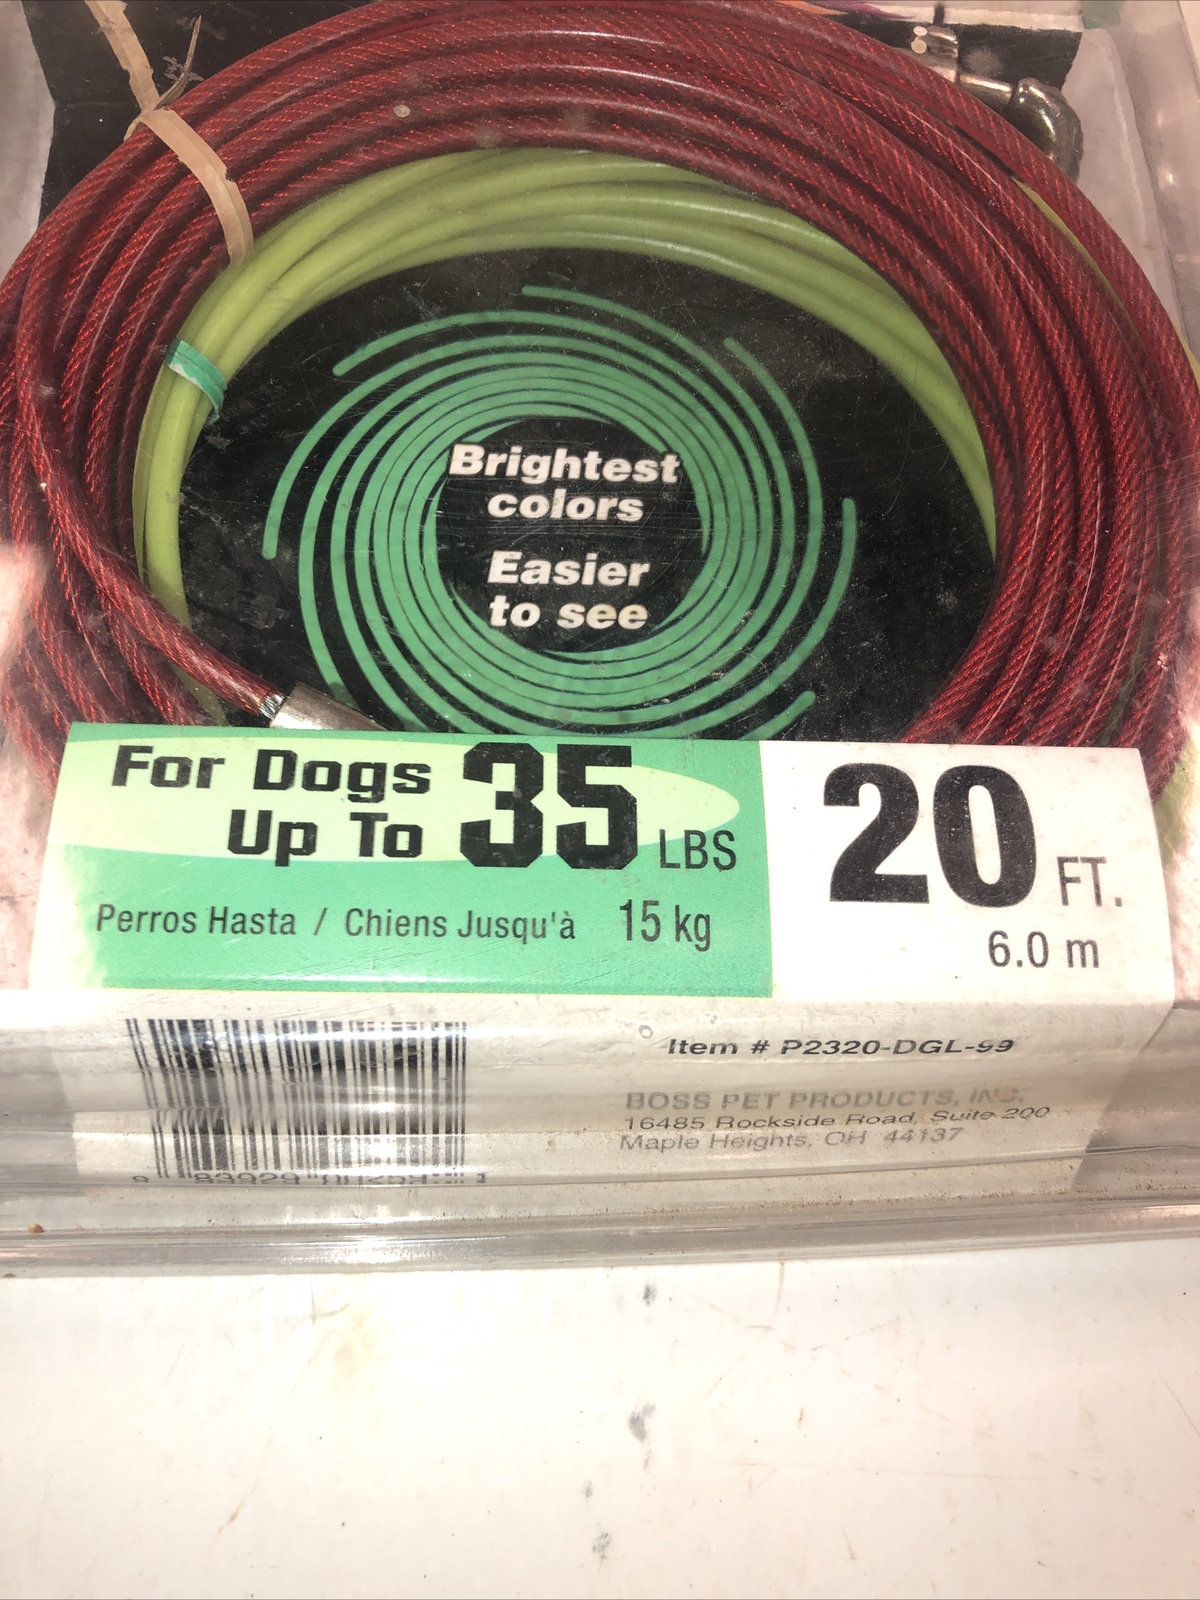 Brightest
colors
Easier
to see
For Dogs
Up To 35 LBS
Perros Hasta / Chiens Jusqu'à 15 kg
20 FT.
6.0 m
Item # P2320-DGL-99
BOSS PET PRODUCTS, INC.
16485 Rockside Road, Suite 200
Maple Heights, OH 44137